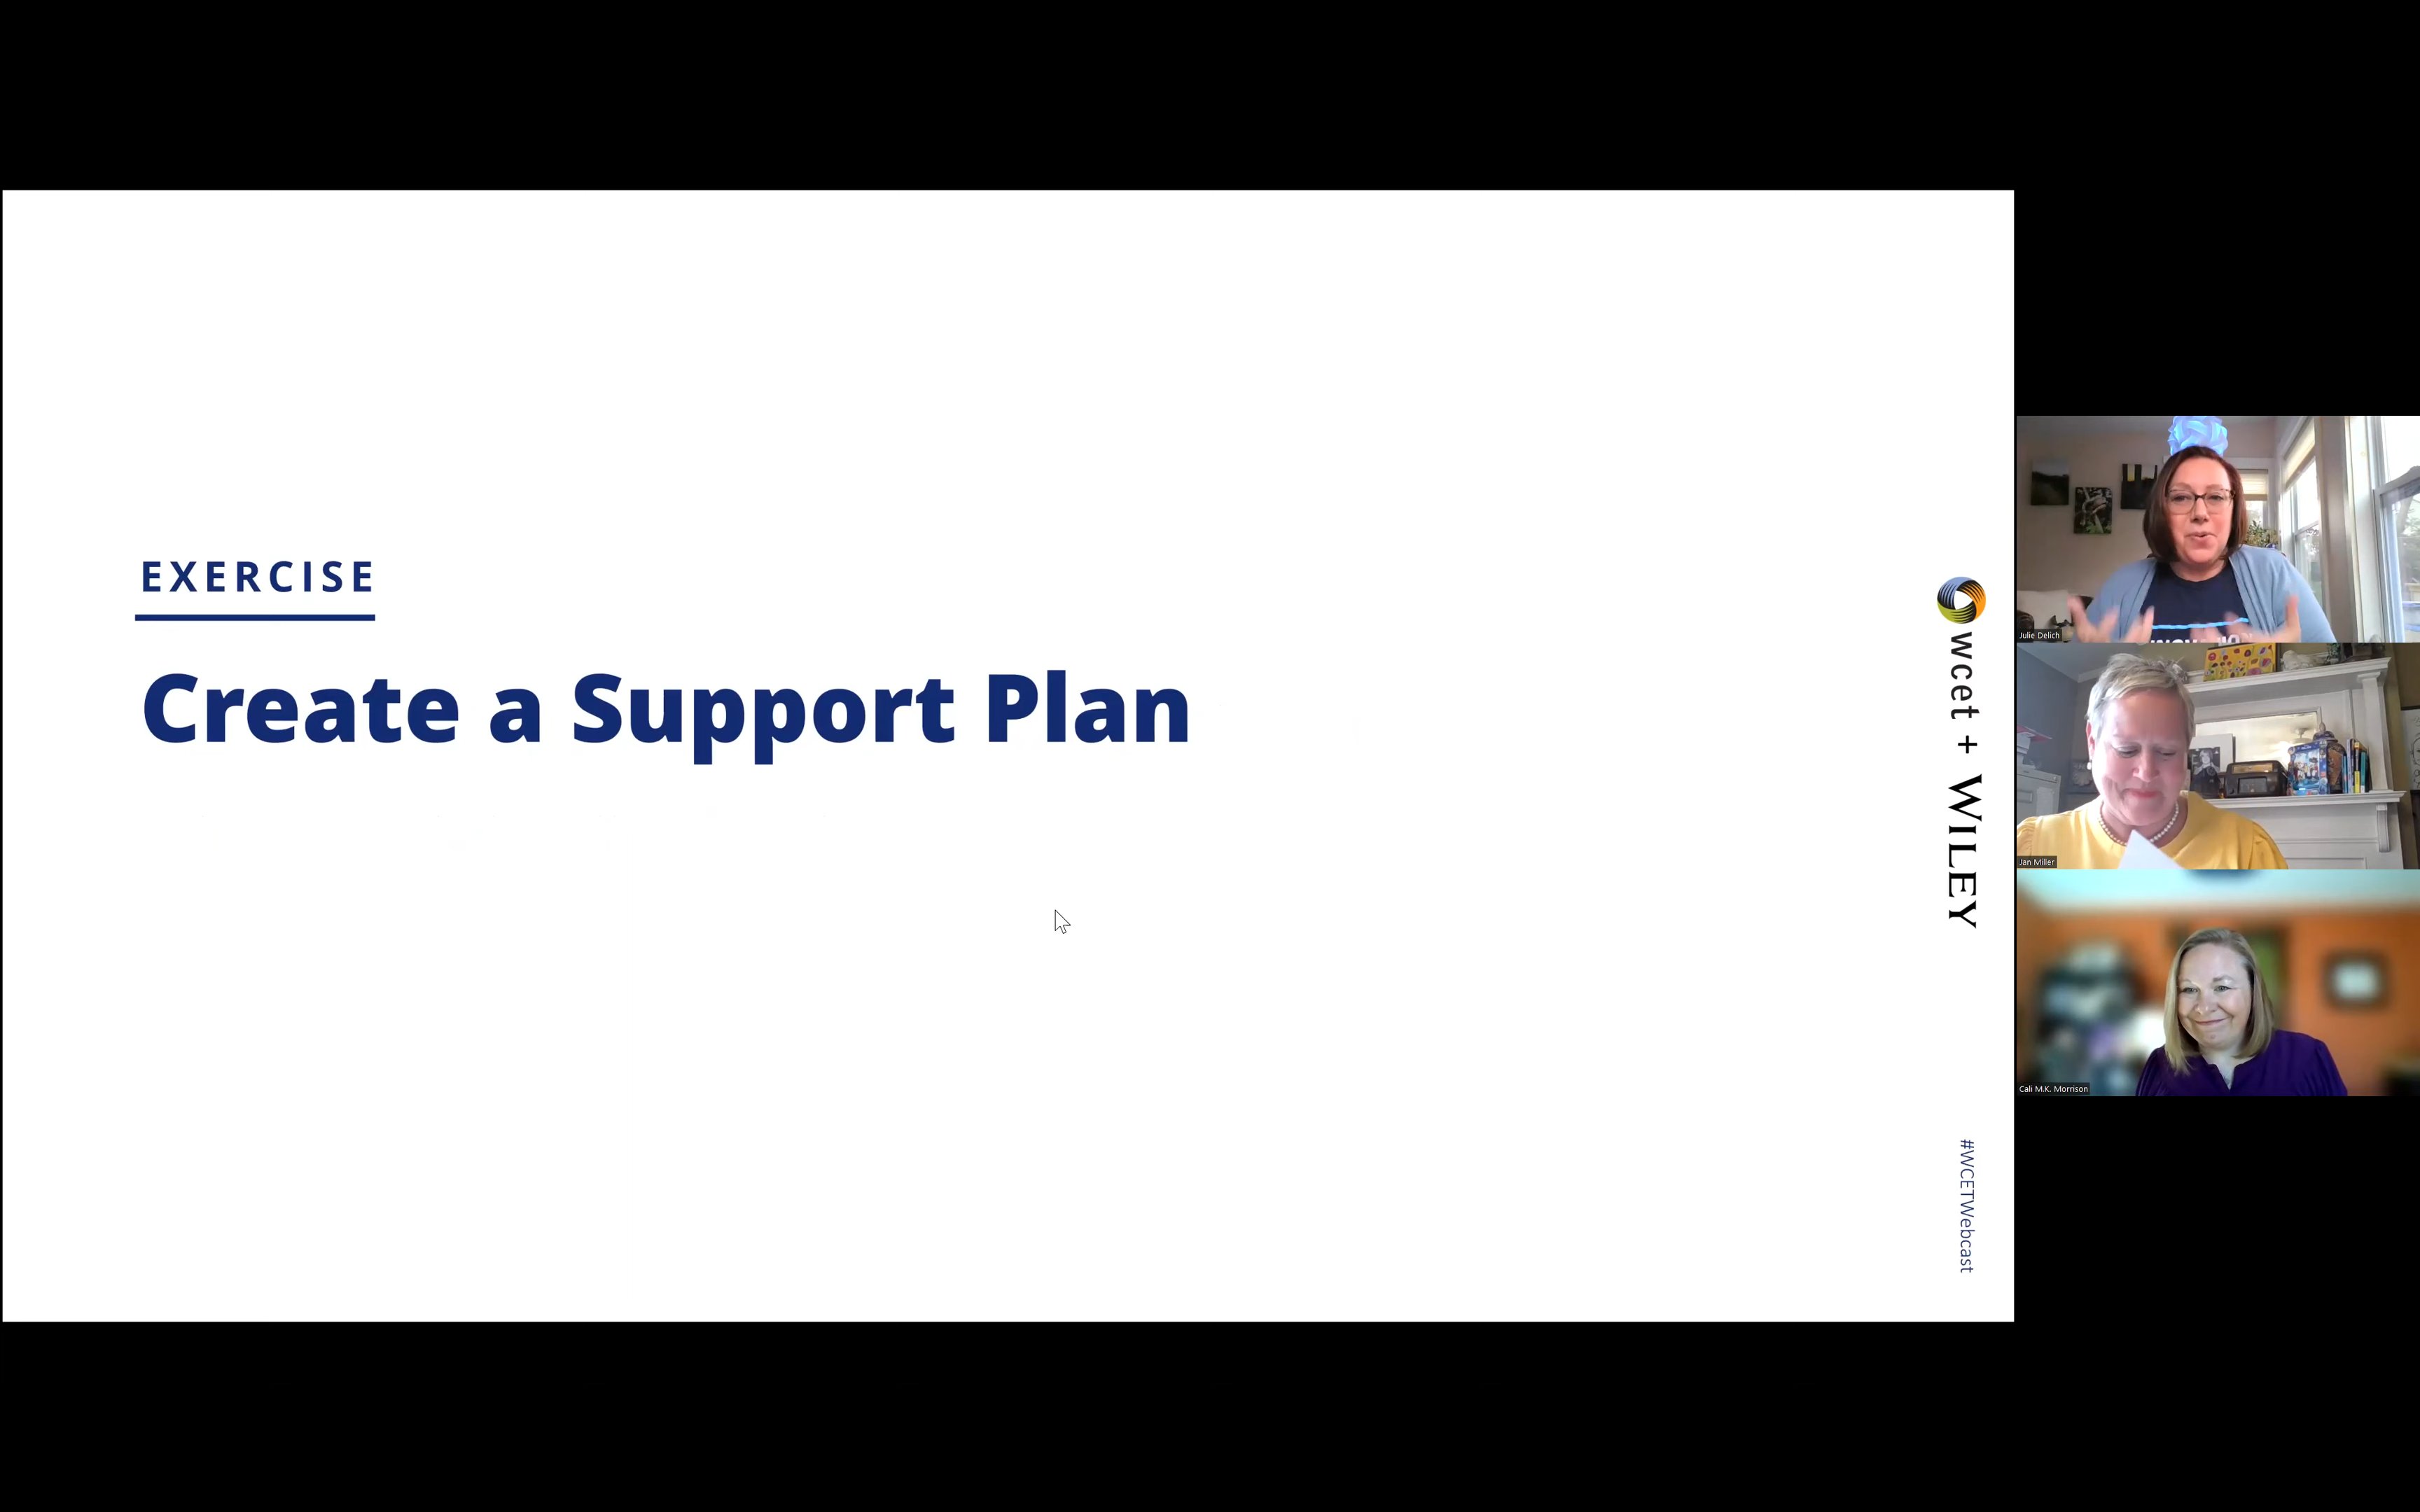 EXERCISE
Create a Support Plan
wcet + WILEY
#WCETWebcast
Julie Delich
Jan Miller
Cali M.K. Morrison